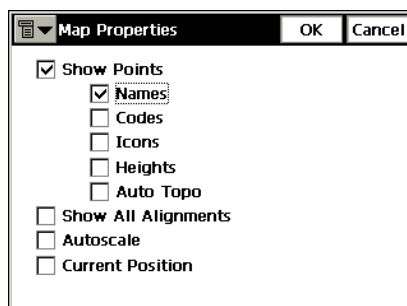 Map Properties OK Cancel
Show Points
Names
Codes
Icons
Heights
Auto Topo
Show All Alignments
Autoscale
Current Position